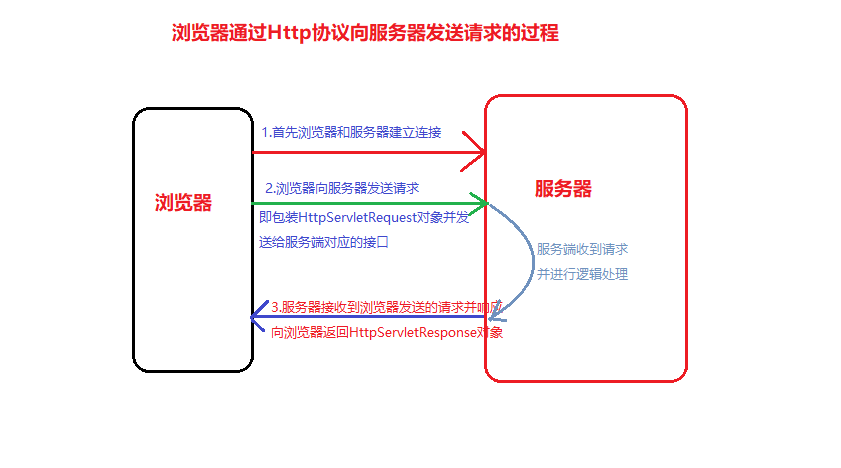 浏览器通过Http协议向服务器发送请求的过程
1.首先浏览器和服务器建立连接
浏览器
2.浏览器向服务器发送请求
即包装HttpServletRequest对象并发
送给服务端对应的接口
服务器
服务端收到请求
并进行逻辑处理
3.服务器接收到浏览器发送的请求并响应
向浏览器返回HttpServletResponse对象